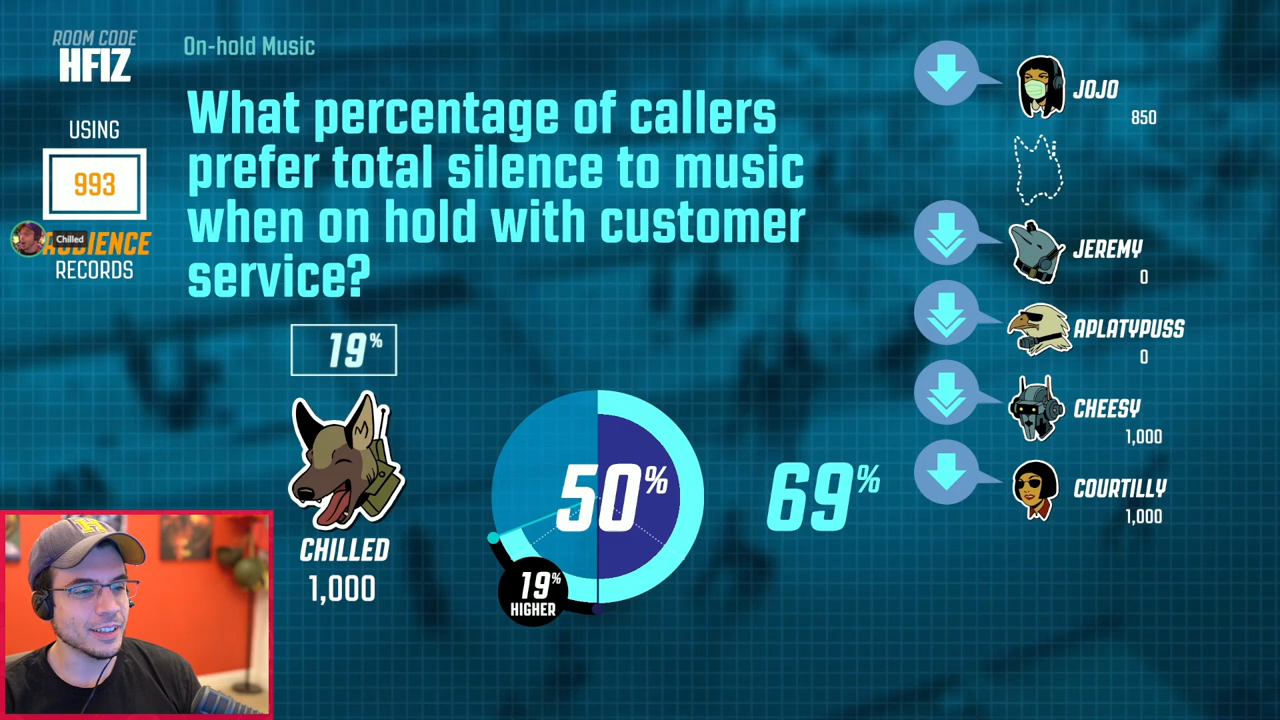 ROOM CODE
HFIZ
USING
993
Chilled
AUDIENCE
RECORDS
On-hold Music
What percentage of callers
prefer total silence to music
when on hold with customer
service?
19%
CHILLED
1,000
50%
19%
HIGHER
69%
JOJO
850
JEREMY
0
APLATYPUSS
0
CHEESY
1,000
COURTILLY
1,000